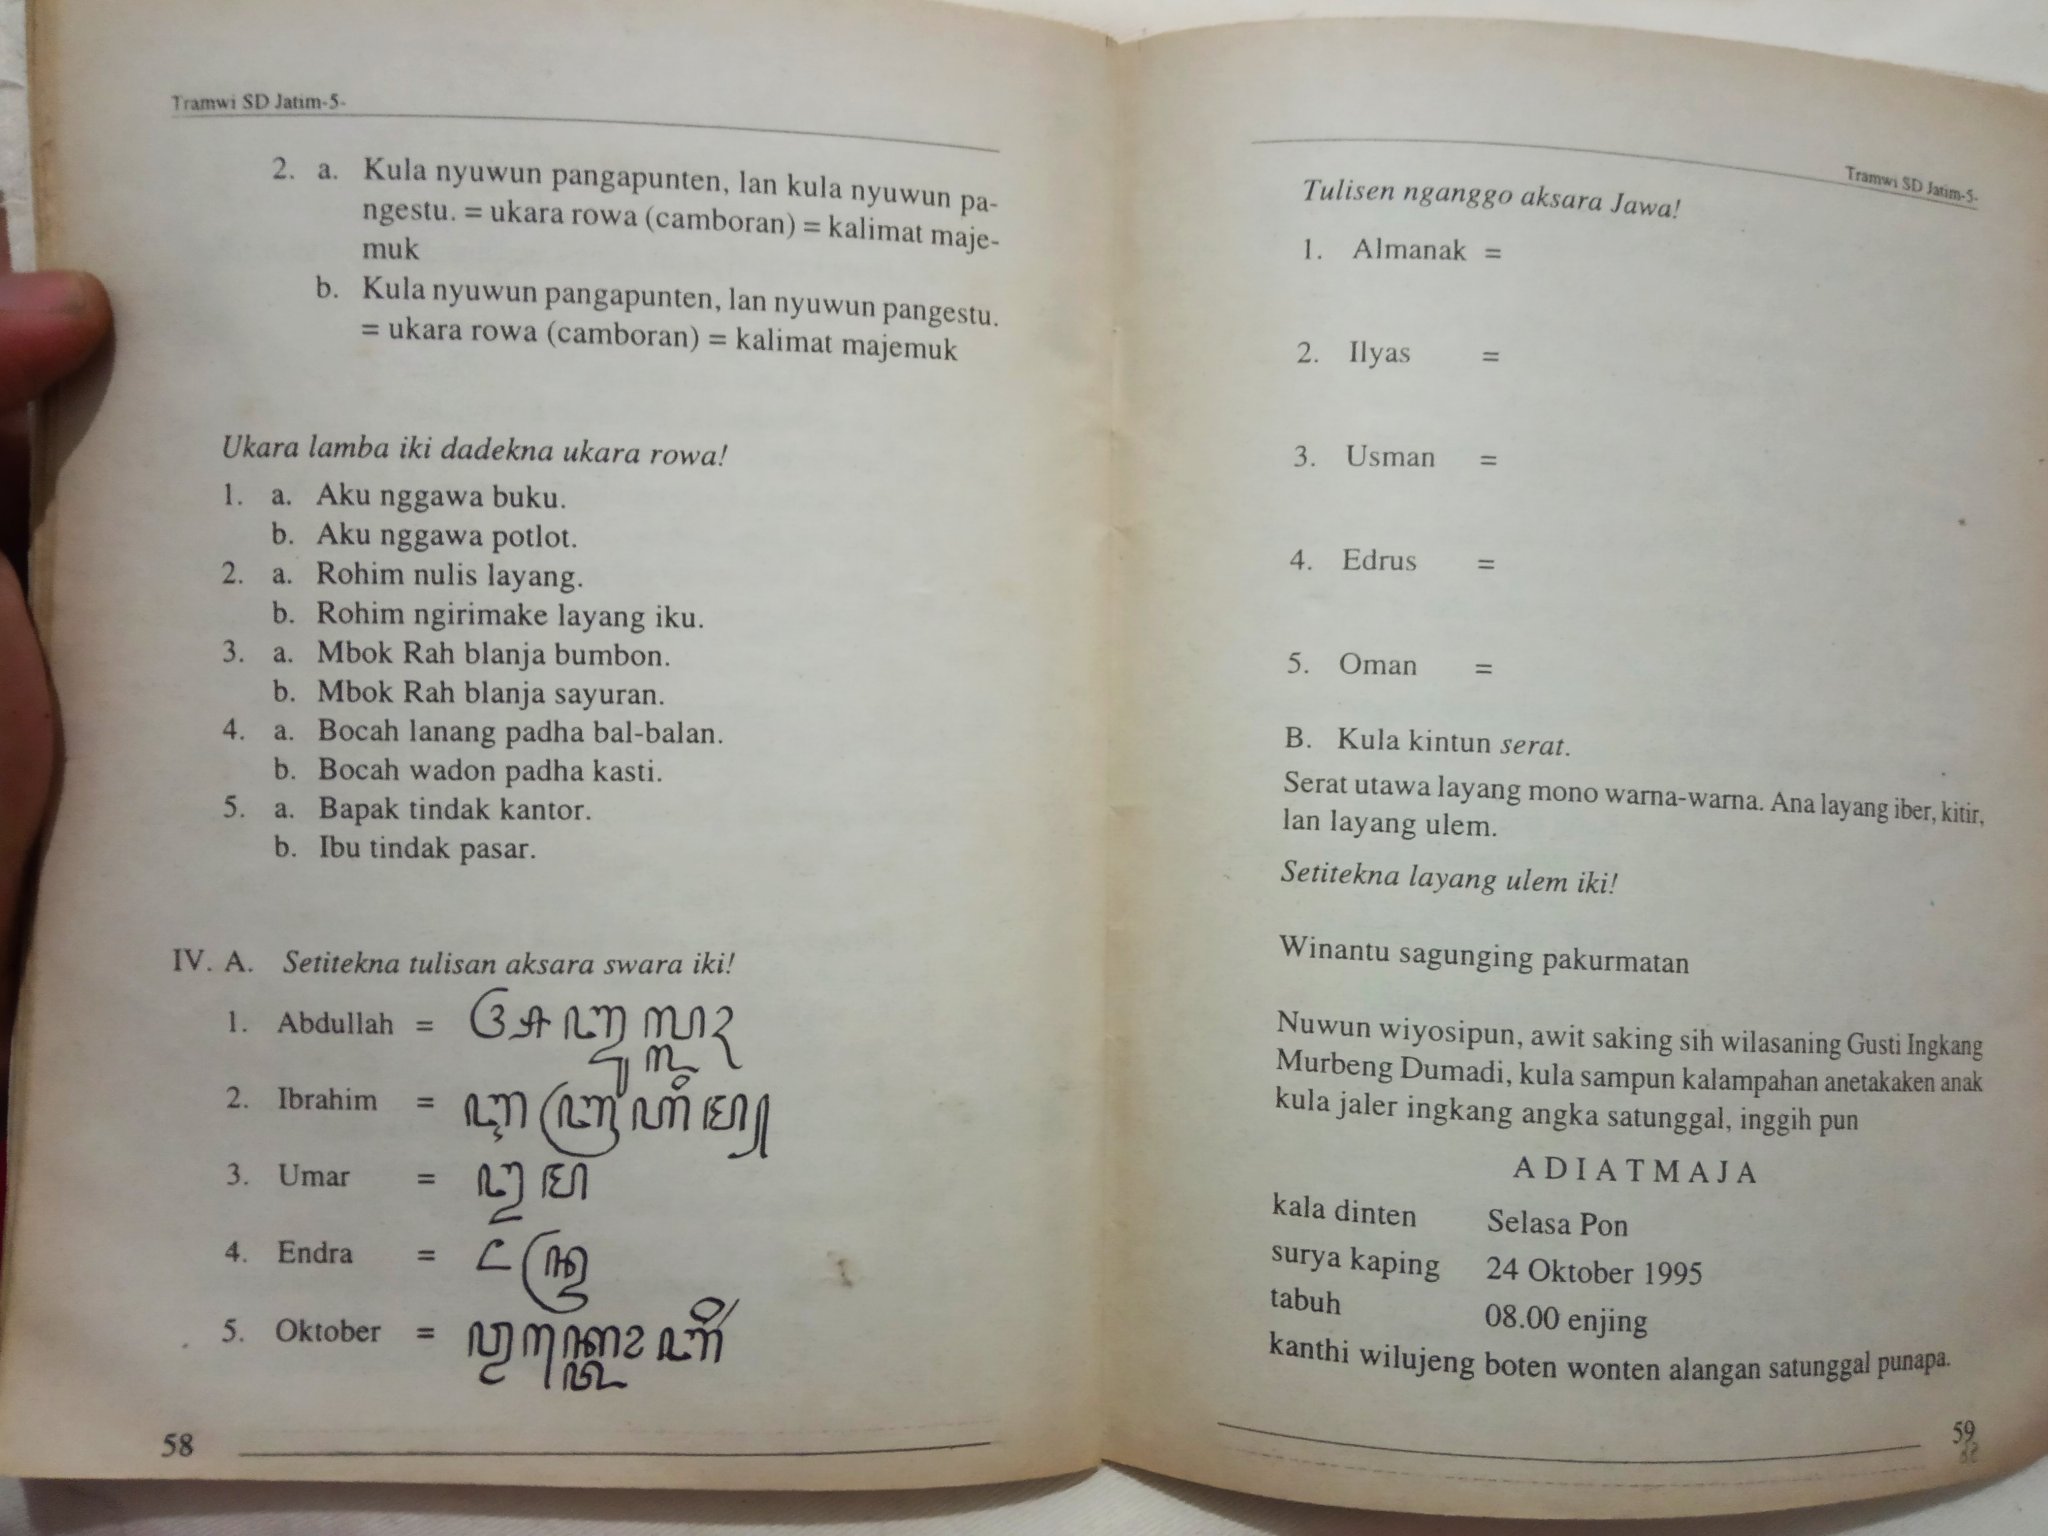 Tramwi SD Jatim-5-
2. a. Kula nyuwun pangapunten, lan kula nyuwun pa-
ngestu. = ukara rowa (camboran) = kalimat maje-
muk
b. Kula nyuwun pangapunten, lan nyuwun pangestu.
= ukara rowa (camboran) = kalimat majemuk
Ukara lamba iki dadekna ukara rowa!
1. a. Aku nggawa buku.
b. Aku nggawa potlot.
2. a. Rohim nulis layang.
b. Rohim ngirimake layang iku.
3. a. Mbok Rah blanja bumbon.
b. Mbok Rah blanja sayuran.
4. a. Bocah lanang padha bal-balan.
b. Bocah wadon padha kasti.
5. a. Bapak tindak kantor.
b. Ibu tindak pasar.
IV. A. Setitekna tulisan aksara swara iki!
1. Abdullah =
2. Ibrahim =
3. Umar =
4. Endra =
5. Oktober =
58
Tramwi SD Jatim-5-
Tulisen nganggo aksara Jawa!
1. Almanak =
2. Ilyas =
3. Usman =
4. Edrus =
5. Oman =
B. Kula kintun serat.
Serat utawa layang mono warna-warna. Ana layang iber, kitir,
lan layang ulem.
Setitekna layang ulem iki!
Winantu sagunging pakurmatan
Nuwun wiyosipun, awit saking sih wilasaning Gusti Ingkang
Murbeng Dumadi, kula sampun kalampahan anetakaken anak
kula jaler ingkang angka satunggal, inggih pun
A D I A T M A J A
kala dinten Selasa Pon
surya kaping 24 Oktober 1995
tabuh 08.00 enjing
kanthi wilujeng boten wonten alangan satunggal punapa.
59